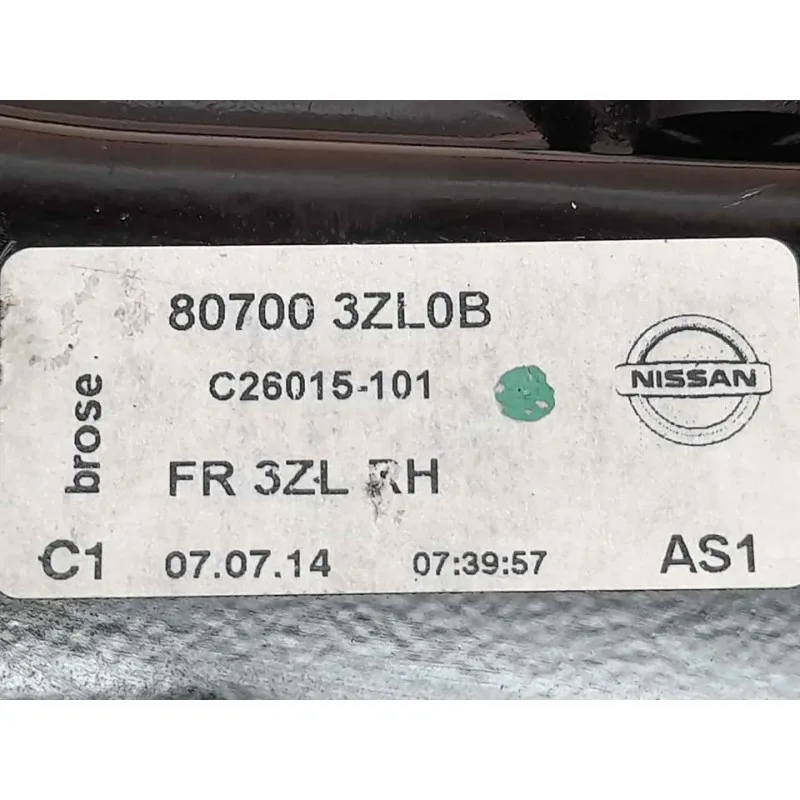 80700 3ZL0B
brose
C26015-101
NISSAN
FR 3ZL RH
C1 07.07.14 07:39:57 AS1